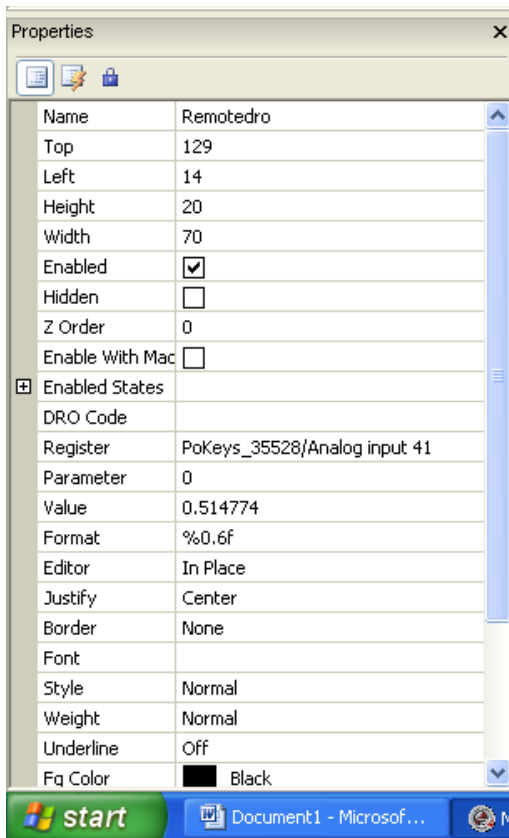 Properties
Name Remotedro
Top 129
Left 14
Height 20
Width 70
Enabled
Hidden
Z Order 0
Enable With Mac
Enabled States
DRO Code
Register PoKeys_35528/Analog input 41
Parameter 0
Value 0.514774
Format %0.6f
Editor In Place
Justify Center
Border None
Font
Style Normal
Weight Normal
Underline Off
Fg Color Black
start Document1 - Microsof... M